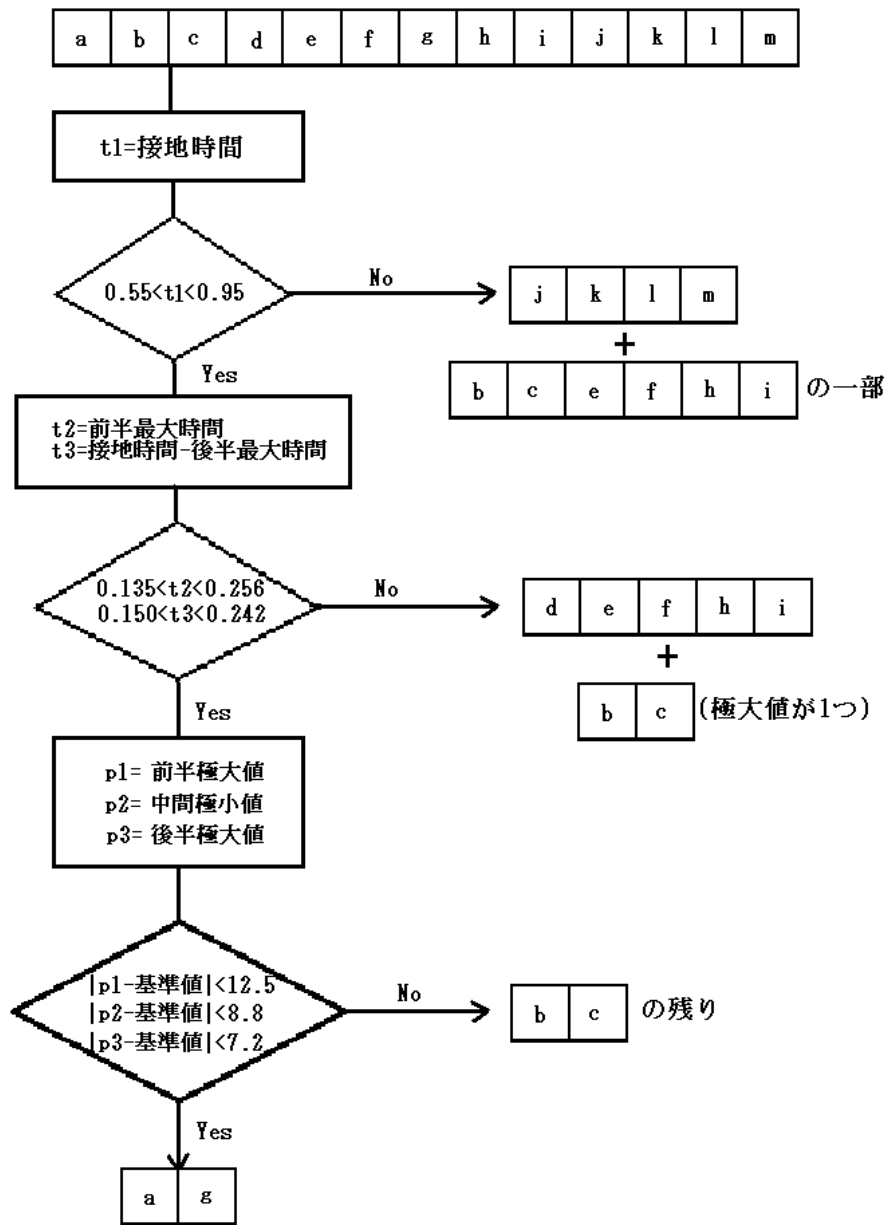 a b c d e f g h i j k l m
t1=接地時間
0.55<t1<0.95
No
j k l m
+
b c e f h i の一部
Yes
t2=前半最大時間
t3=接地時間-後半最大時間
0.135<t2<0.256
0.150<t3<0.242
No
d e f h i
+
b c (極大値が1つ)
Yes
p1= 前半極大値
p2= 中間極小値
p3= 後半極大値
|p1-基準値|<12.5
|p2-基準値|<8.8
|p3-基準値|<7.2
No
b c の残り
Yes
a g